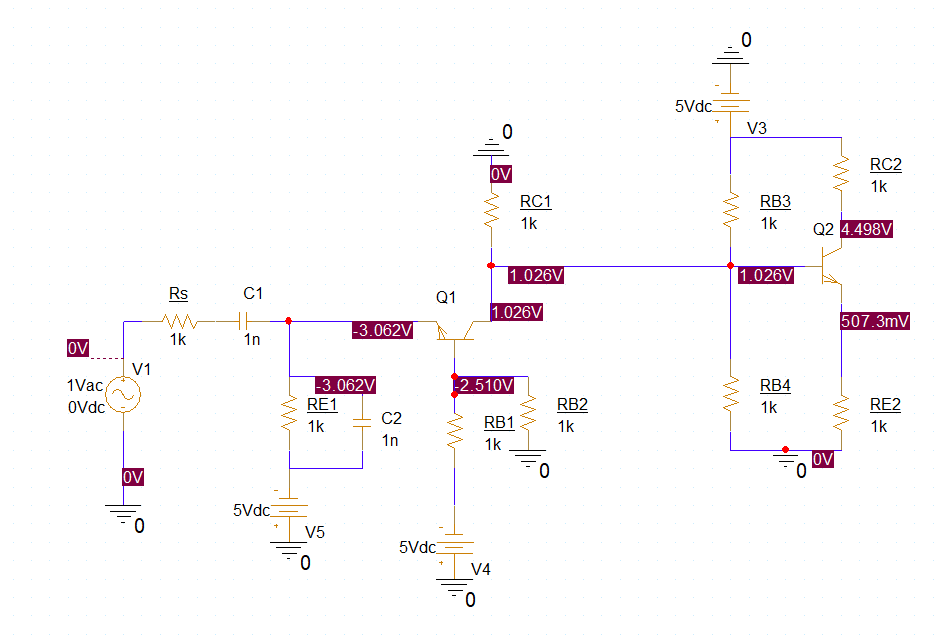 0
5Vdc
V3
0
0V
RC2
1k
RC1
1k
RB3
1k
Q2
4.498V
1.026V
1.026V
Rs
C1
Q1
1.026V
507.3mV
-3.062V
1k
1n
0V
V1
1Vac
0Vdc
-3.062V
-2.510V
RE1
1k
C2
1n
RB1
1k
RB2
1k
RB4
1k
RE2
1k
0V
0
0V
0
0
5Vdc
V5
0
5Vdc
V4
0